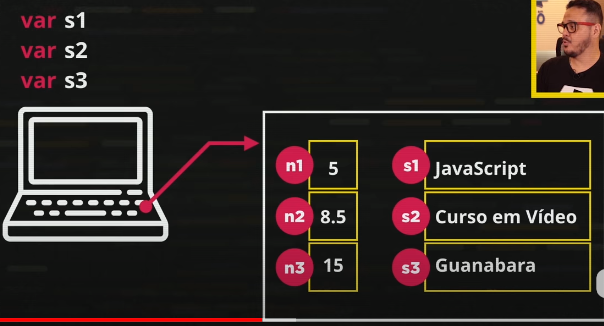 var s1
var s2
var s3
n1 5 s1 JavaScript
n2 8.5 s2 Curso em Vídeo
n3 15 s3 Guanabara